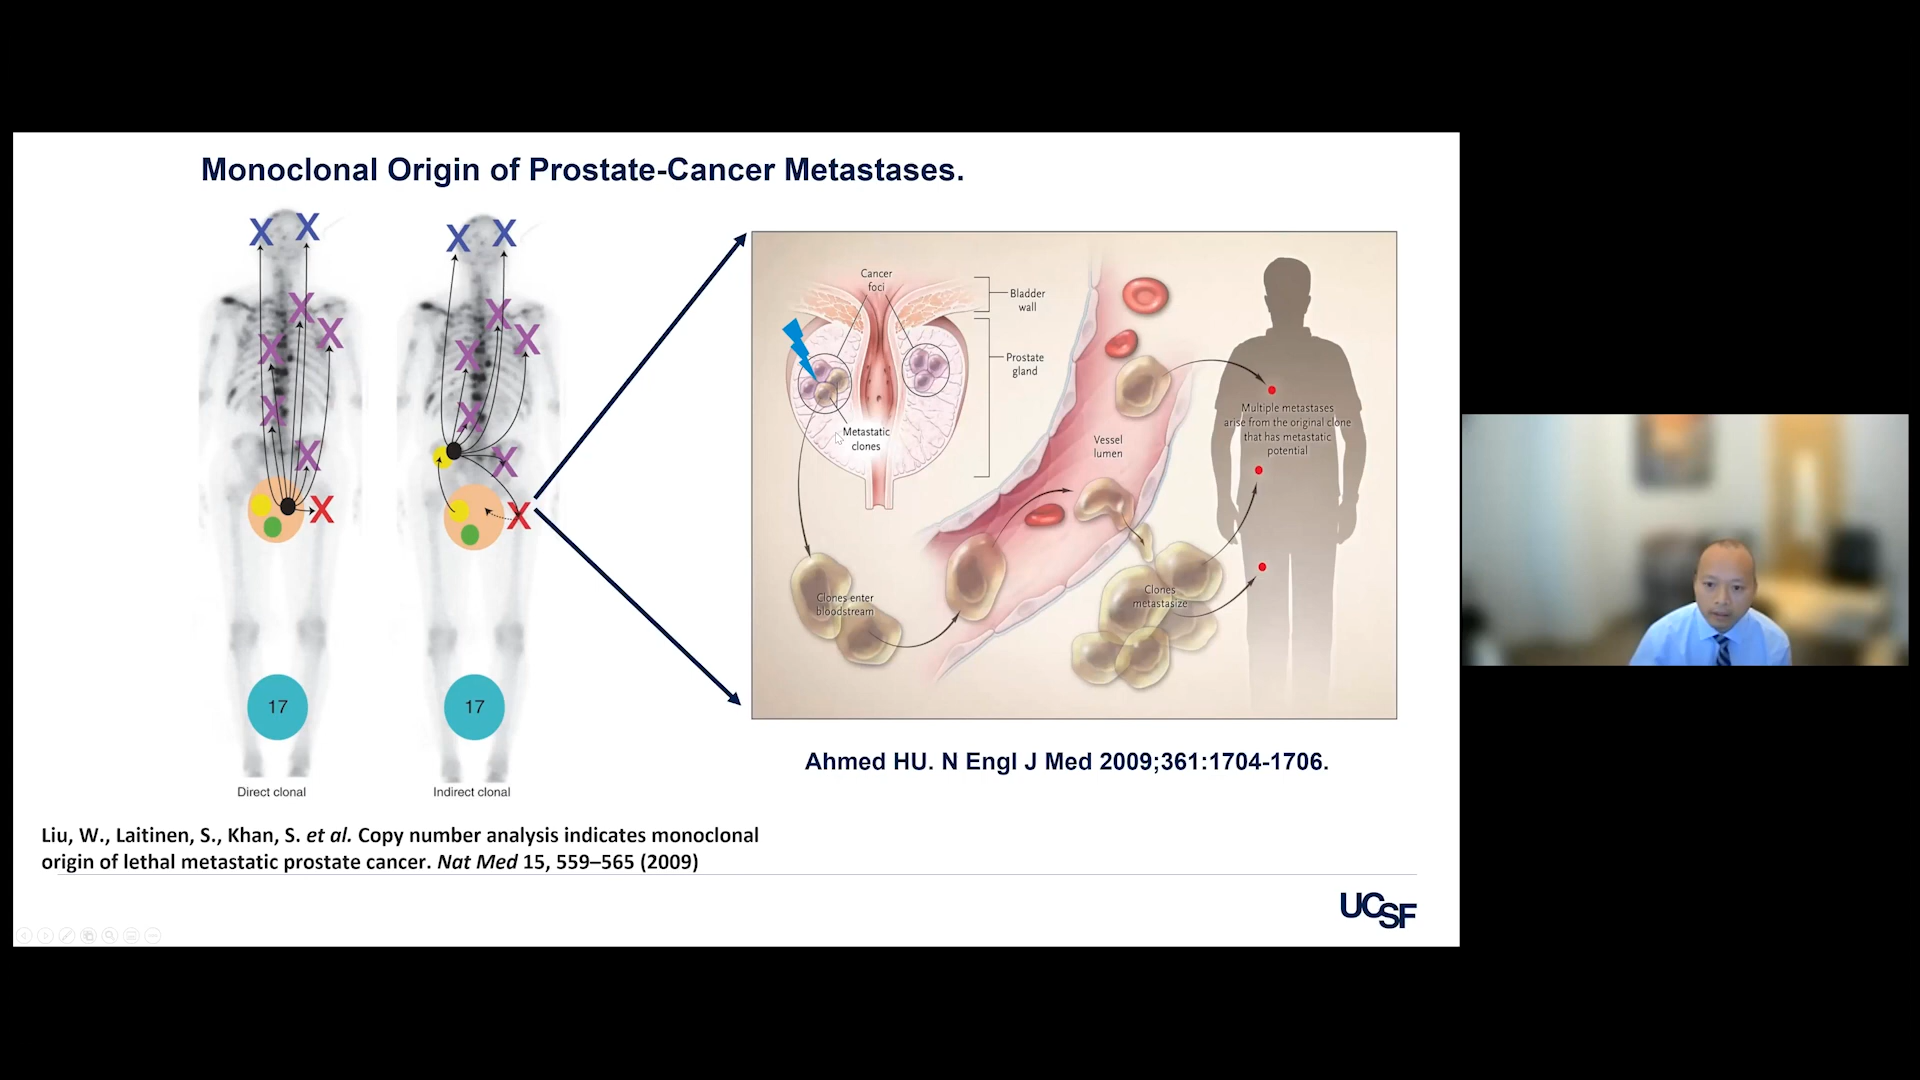 Monoclonal Origin of Prostate-Cancer Metastases.
X X
X X
X X
X X
X X
X X
X X
X X
X X
17
17
Direct clonal
Indirect clonal
Cancer
foci
Bladder
wall
Prostate
gland
Metastatic
clones
Vessel
lumen
Multiple metastases
arise from the original clone
that has metastatic
potential
Clones enter
bloodstream
Clones
metastasize
Ahmed HU. N Engl J Med 2009;361:1704-1706.
Liu, W., Laitinen, S., Khan, S. et al. Copy number analysis indicates monoclonal
origin of lethal metastatic prostate cancer. Nat Med 15, 559–565 (2009)
UCSF